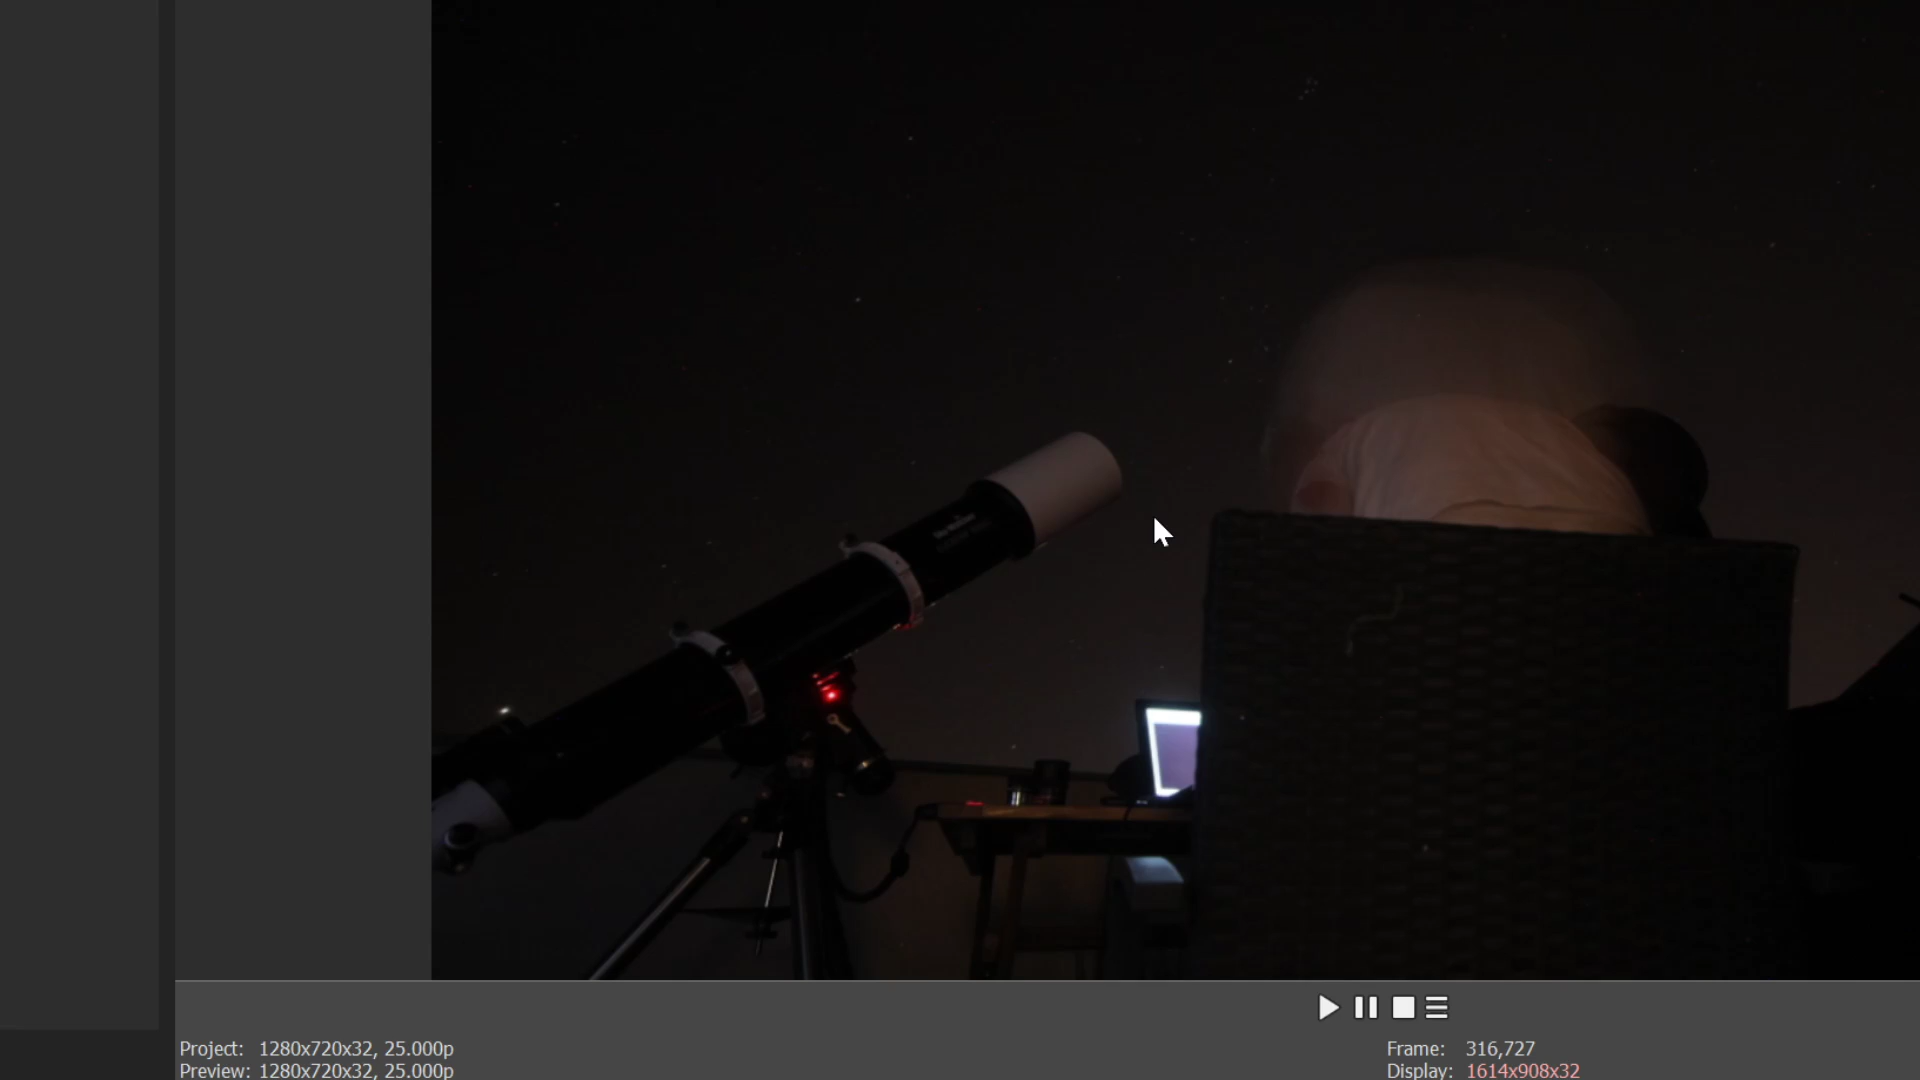 Project: 1280x720x32, 25.000p
Preview: 1280x720x32, 25.000p
Frame: 316,727
Display: 1614x908x32